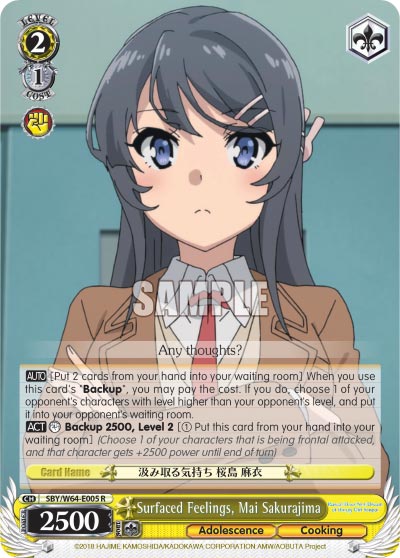 LEVEL
2
1
COST
SAMPLE
Any thoughts?
AUTO [Put 2 cards from your hand into your waiting room] When you use
this card's "Backup", you may pay the cost. If you do, choose 1 of your
opponent's characters with level higher than your opponent's level, and put
it into your opponent's waiting room.
ACT Backup 2500, Level 2 [① Put this card from your hand into your
waiting room] (Choose 1 of your characters that is being frontal attacked,
and that character gets +2500 power until end of turn)
Card Name 汲み取る気持ち 桜島 麻衣
CH SBY/W64-E005 R
Surfaced Feelings, Mai Sakurajima
POWER 2500
Adolescence Cooking
©2018 HAJIME KAMOSHIDA/KADOKAWA CORPORATION AMW/AOBUTA Project